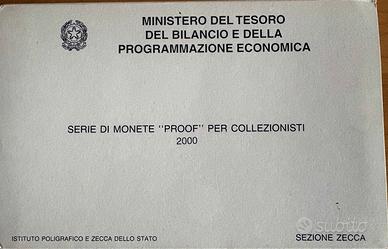 MINISTERO DEL TESORO
DEL BILANCIO E DELLA
PROGRAMMAZIONE ECONOMICA
SERIE DI MONETE "PROOF" PER COLLEZIONISTI
2000
ISTITUTO POLIGRAFICO E ZECCA DELLO STATO
SEZIONE ZECCA
subito